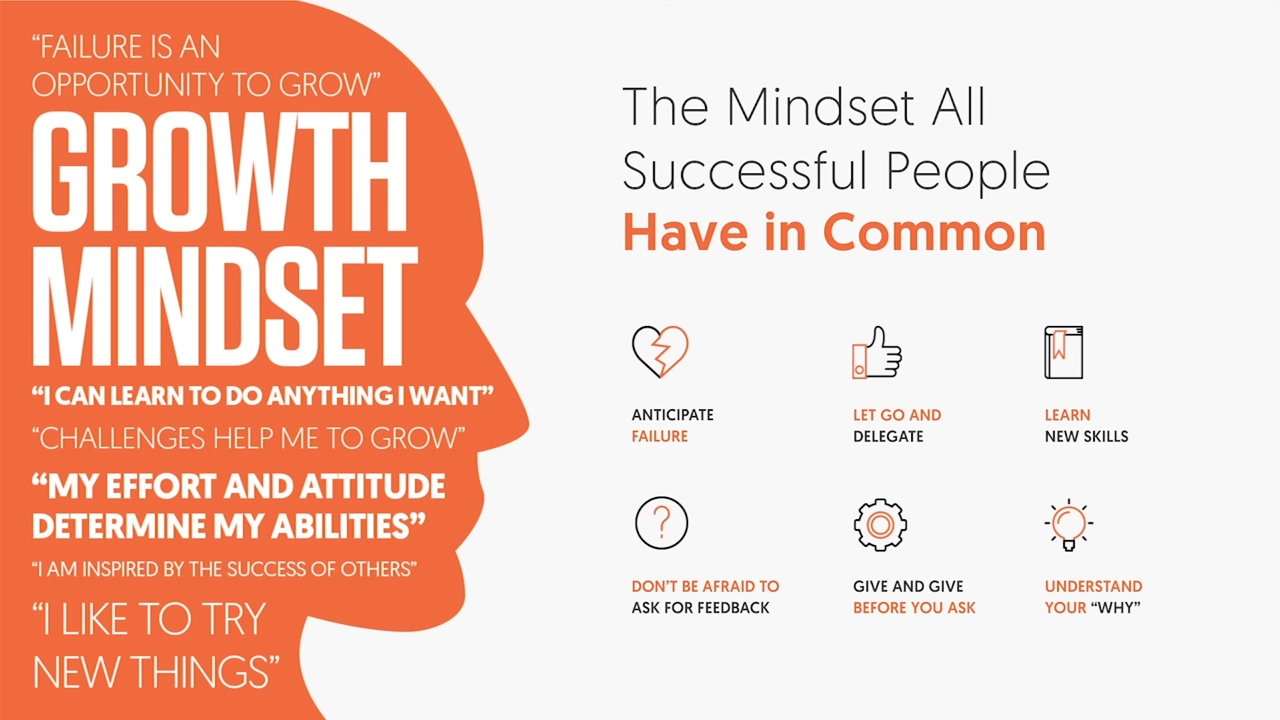 “FAILURE IS AN
OPPORTUNITY TO GROW”
GROWTH
MINDSET
“I CAN LEARN TO DO ANYTHING I WANT”
“CHALLENGES HELP ME TO GROW”
“MY EFFORT AND ATTITUDE
DETERMINE MY ABILITIES”
“I AM INSPIRED BY THE SUCCESS OF OTHERS”
“I LIKE TO TRY
NEW THINGS”
The Mindset All
Successful People
Have in Common
ANTICIPATE
FAILURE
LET GO AND
DELEGATE
LEARN
NEW SKILLS
?
DON’T BE AFRAID TO
ASK FOR FEEDBACK
GIVE AND GIVE
BEFORE YOU ASK
UNDERSTAND
YOUR “WHY”